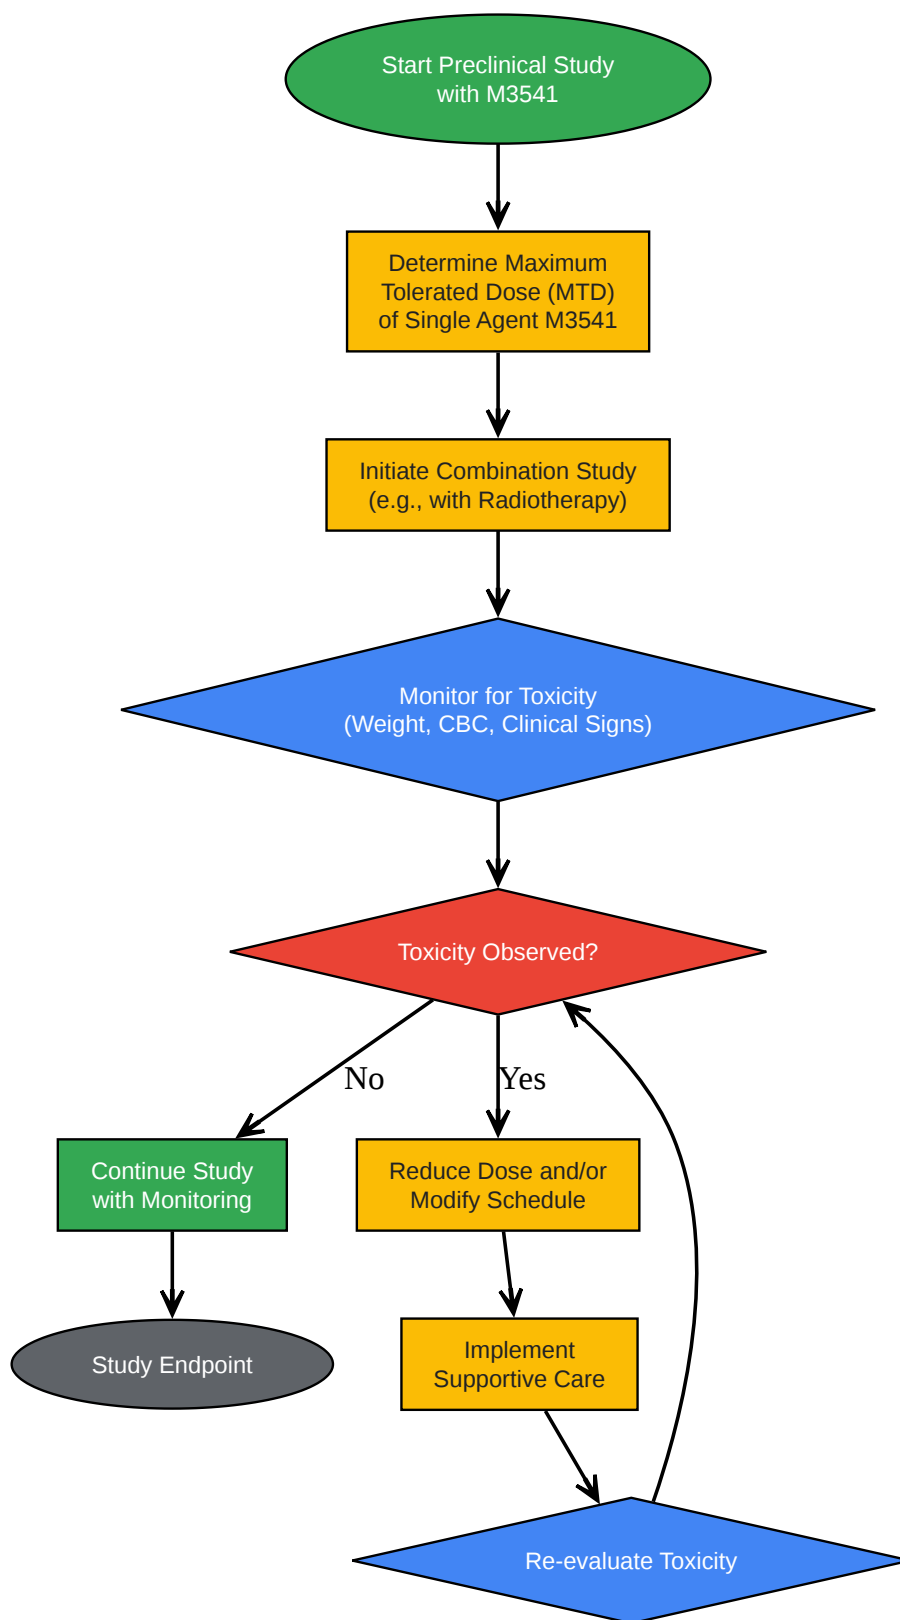 Start Preclinical Study
with M3541
Determine Maximum
Tolerated Dose (MTD)
of Single Agent M3541
Initiate Combination Study
(e.g., with Radiotherapy)
Monitor for Toxicity
(Weight, CBC, Clinical Signs)
Toxicity Observed?
No
Yes
Continue Study
with Monitoring
Reduce Dose and/or
Modify Schedule
Study Endpoint
Implement
Supportive Care
Re-evaluate Toxicity